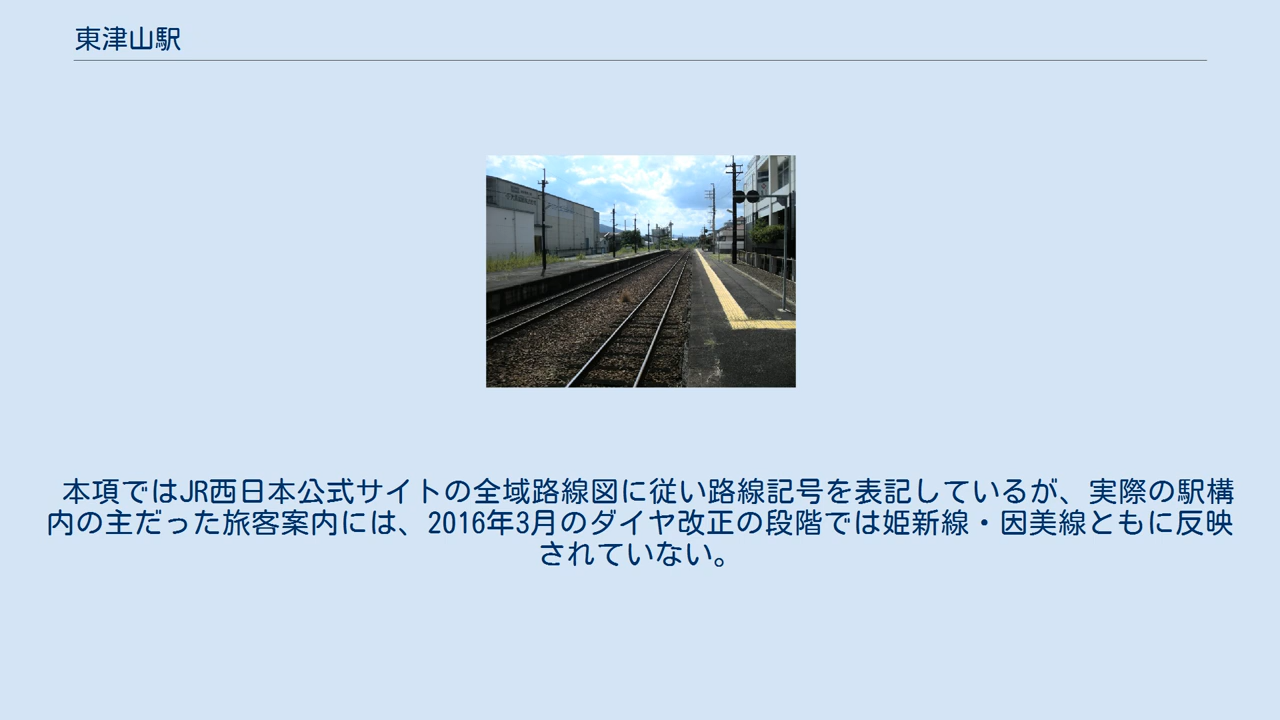 東津山駅
本項ではJR西日本公式サイトの全域路線図に従い路線記号を表記しているが、実際の駅構
内の主だった旅客案内には、2016年3月のダイヤ改正の段階では姫新線・因美線ともに反映
されていない。